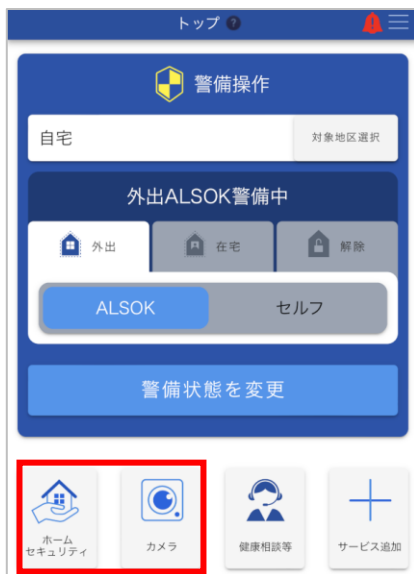 トップ ?
警備操作
自宅
対象地区選択
外出ALSOK警備中
外出
在宅
解除
ALSOK
セルフ
警備状態を変更
ホーム
セキュリティ
カメラ
健康相談等
サービス追加